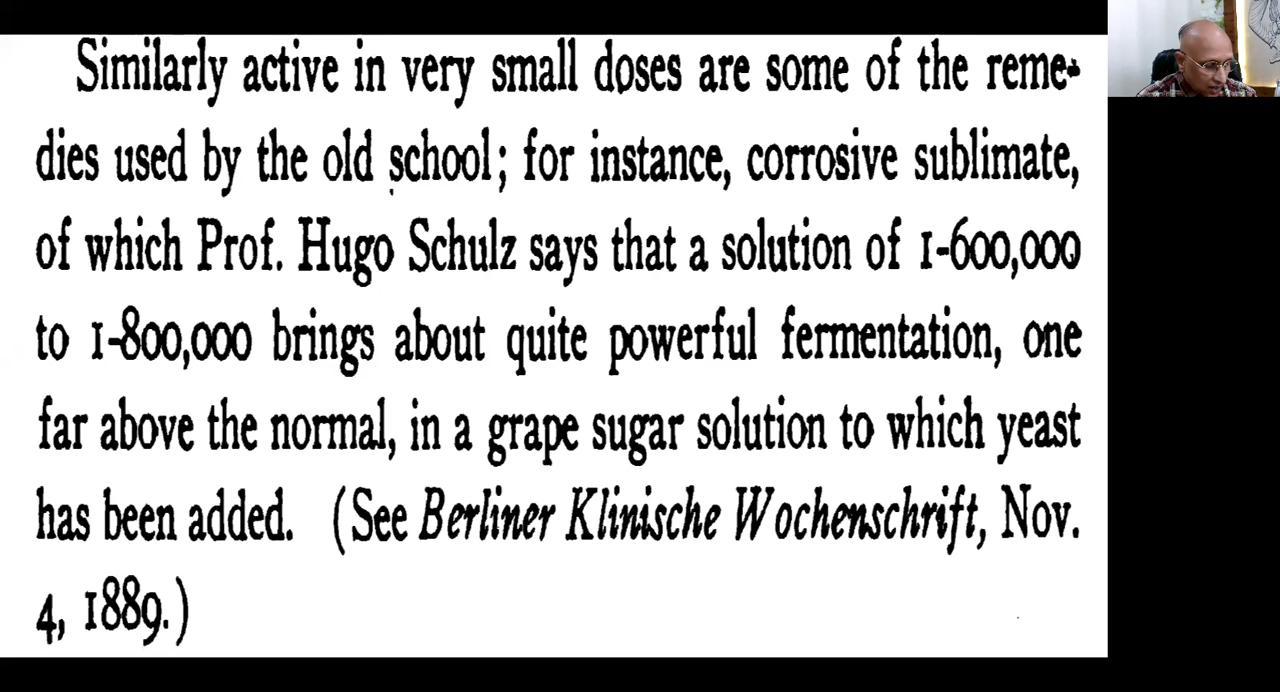 Similarly active in very small doses are some of the reme-
dies used by the old school; for instance, corrosive sublimate,
of which Prof. Hugo Schulz says that a solution of 1-600,000
to 1-800,000 brings about quite powerful fermentation, one
far above the normal, in a grape sugar solution to which yeast
has been added. (See Berliner Klinische Wochenschrift, Nov.
4, 1889.)